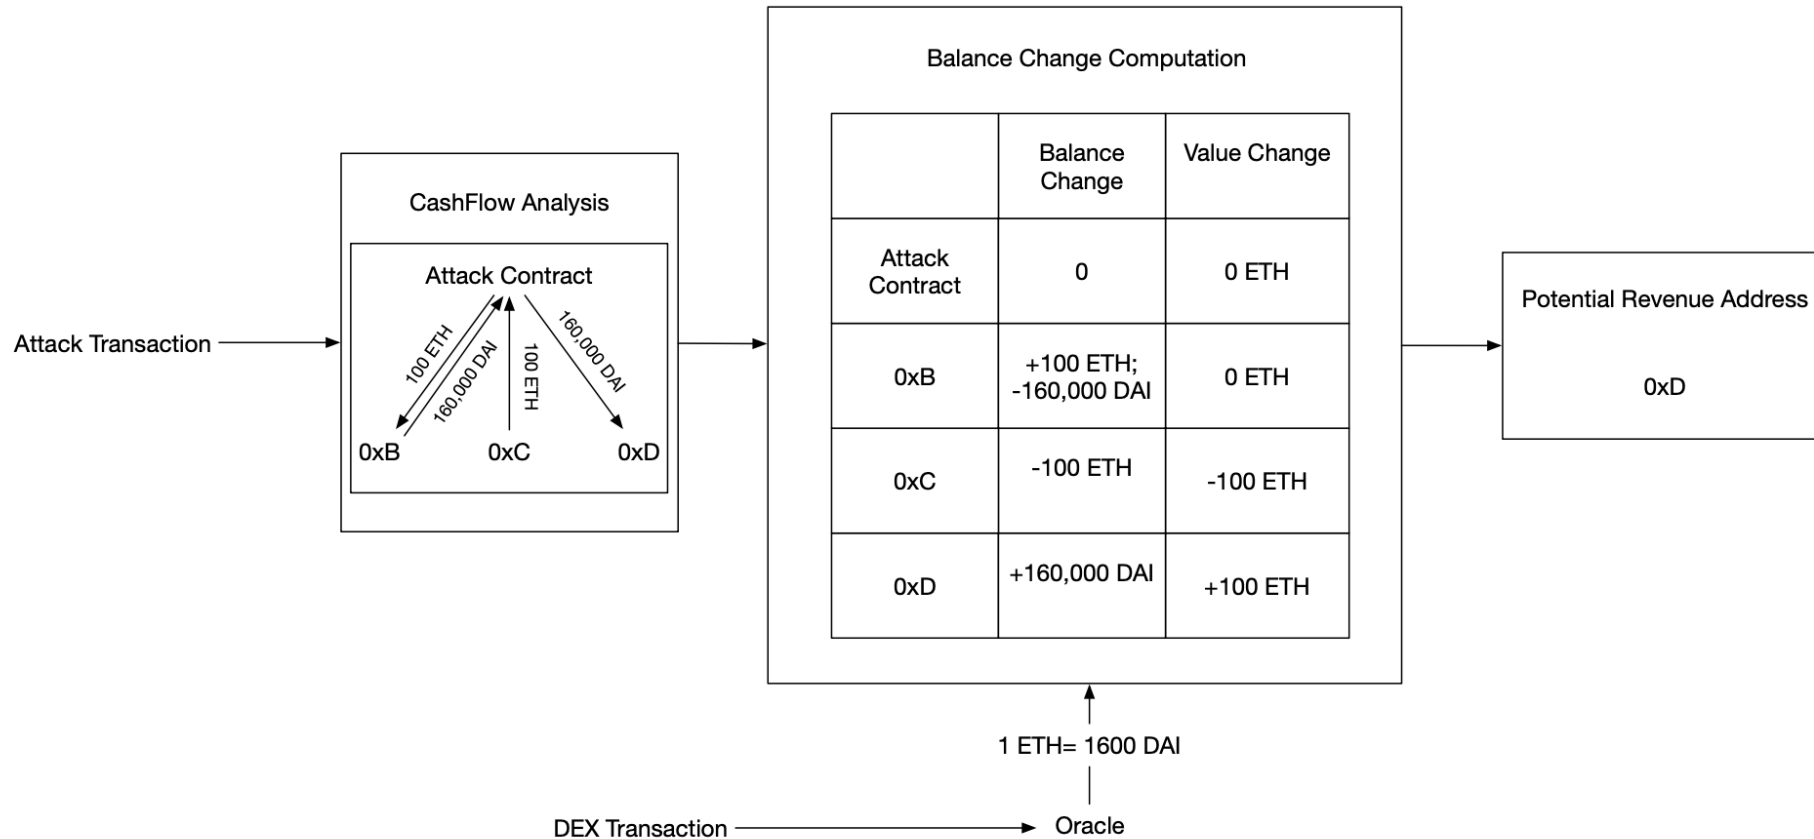 Attack Transaction
CashFlow Analysis
Attack Contract
100 ETH
160,000 DAI
100 ETH
160,000 DAI
0xB
0xC
0xD
Balance Change Computation
Balance
Change
Value Change
Attack
Contract
0
0 ETH
0xB
+100 ETH;
-160,000 DAI
0 ETH
0xC
-100 ETH
-100 ETH
0xD
+160,000 DAI
+100 ETH
Potential Revenue Address
0xD
1 ETH= 1600 DAI
DEX Transaction
Oracle